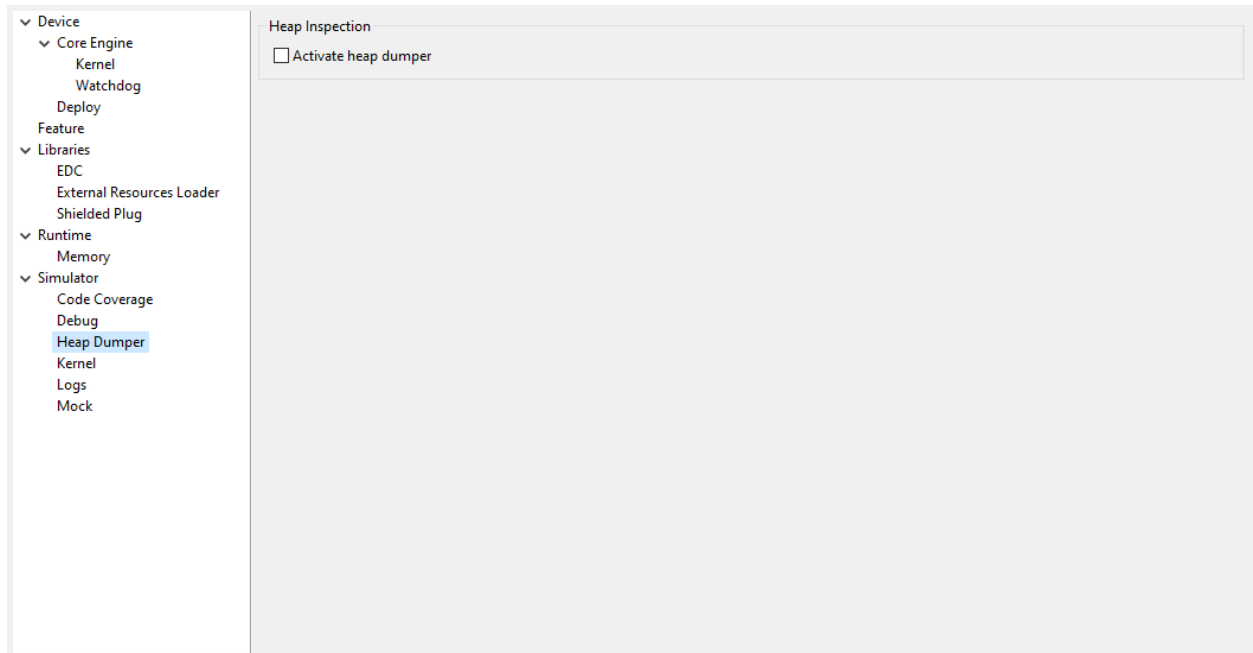 Device
Core Engine
Kernel
Watchdog
Deploy
Feature
Libraries
EDC
External Resources Loader
Shielded Plug
Runtime
Memory
Simulator
Code Coverage
Debug
Heap Dumper
Kernel
Logs
Mock
Heap Inspection
Activate heap dumper